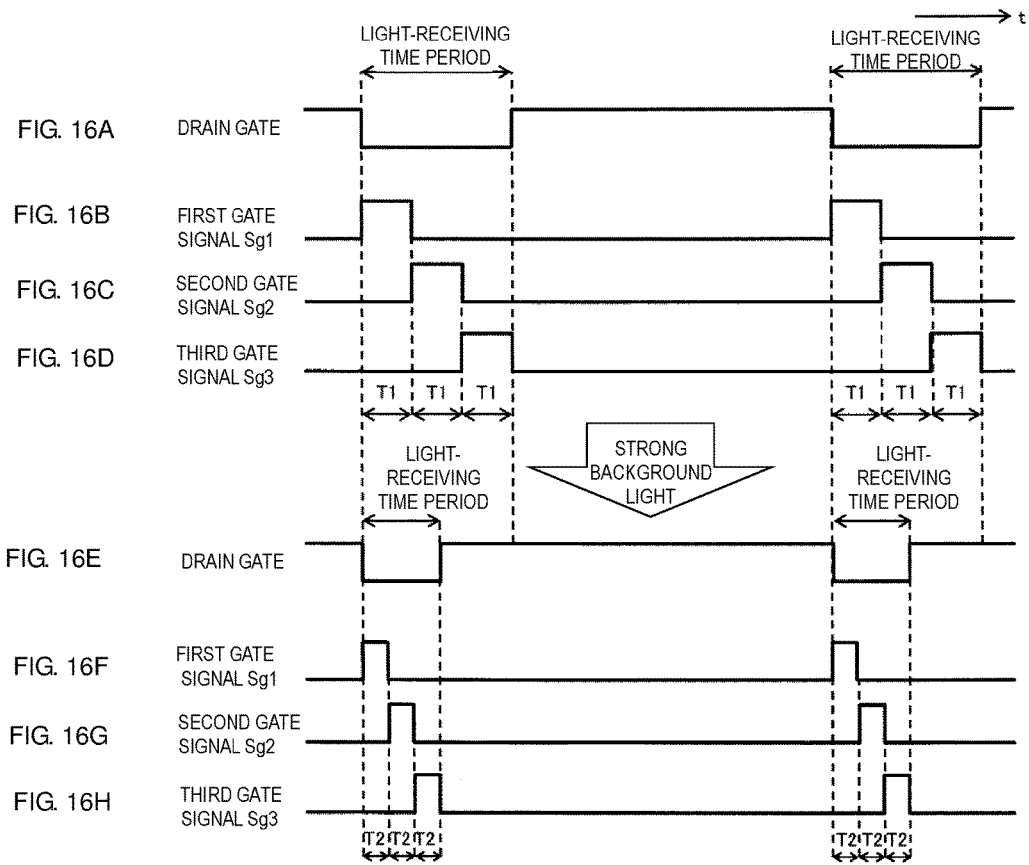 t
LIGHT-RECEIVING
TIME PERIOD
LIGHT-RECEIVING
TIME PERIOD
FIG. 16A
DRAIN GATE
FIG. 16B
FIRST GATE
SIGNAL Sg1
FIG. 16C
SECOND GATE
SIGNAL Sg2
FIG. 16D
THIRD GATE
SIGNAL Sg3
T1 T1 T1
T1 T1 T1
LIGHT-
RECEIVING
TIME PERIOD
STRONG
BACKGROUND
LIGHT
LIGHT-
RECEIVING
TIME PERIOD
FIG. 16E
DRAIN GATE
FIG. 16F
FIRST GATE
SIGNAL Sg1
FIG. 16G
SECOND GATE
SIGNAL Sg2
FIG. 16H
THIRD GATE
SIGNAL Sg3
T2 T2 T2
T2 T2 T2